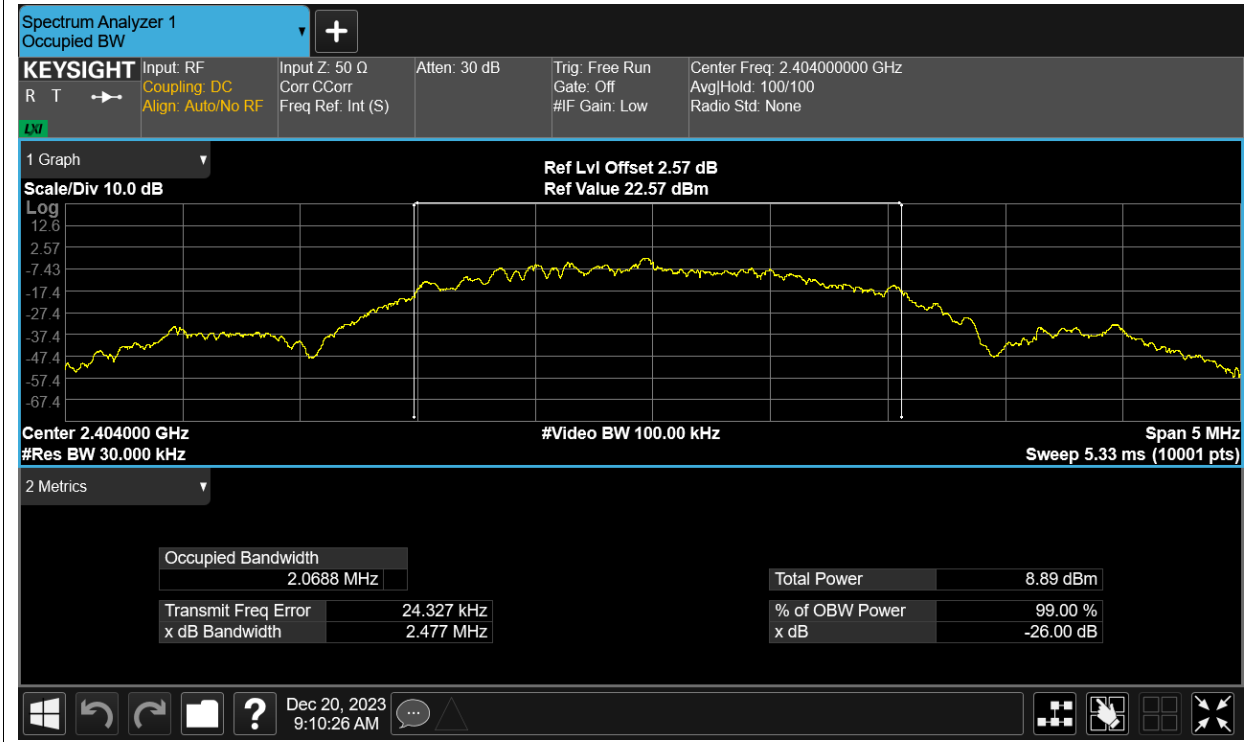 Spectrum Analyzer 1
Occupied BW
KEYSIGHT
R T
LXI
Input: RF
Coupling: DC
Align: Auto/No RF
Input Z: 50 Ω
Corr CCorr
Freq Ref: Int (S)
Atten: 30 dB
Trig: Free Run
Gate: Off
#IF Gain: Low
Center Freq: 2.404000000 GHz
Avg|Hold: 100/100
Radio Std: None
1 Graph
Scale/Div 10.0 dB
Ref Lvl Offset 2.57 dB
Ref Value 22.57 dBm
Log
12.6
2.57
-7.43
-17.4
-27.4
-37.4
-47.4
-57.4
-67.4
Center 2.404000 GHz
#Res BW 30.000 kHz
#Video BW 100.00 kHz
Span 5 MHz
Sweep 5.33 ms (10001 pts)
2 Metrics
Occupied Bandwidth
2.0688 MHz
Transmit Freq Error 24.327 kHz
x dB Bandwidth 2.477 MHz
Total Power 8.89 dBm
% of OBW Power 99.00 %
x dB -26.00 dB
?
Dec 20, 2023
9:10:26 AM